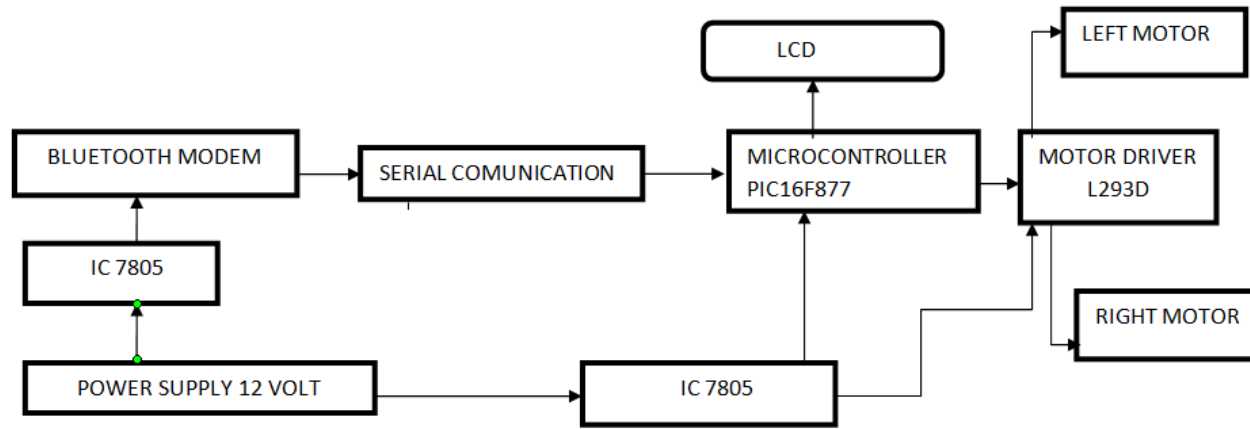 LCD
LEFT MOTOR
BLUETOOTH MODEM
SERIAL COMUNICATION
MICROCONTROLLER
PIC16F877
MOTOR DRIVER
L293D
IC 7805
RIGHT MOTOR
POWER SUPPLY 12 VOLT
IC 7805